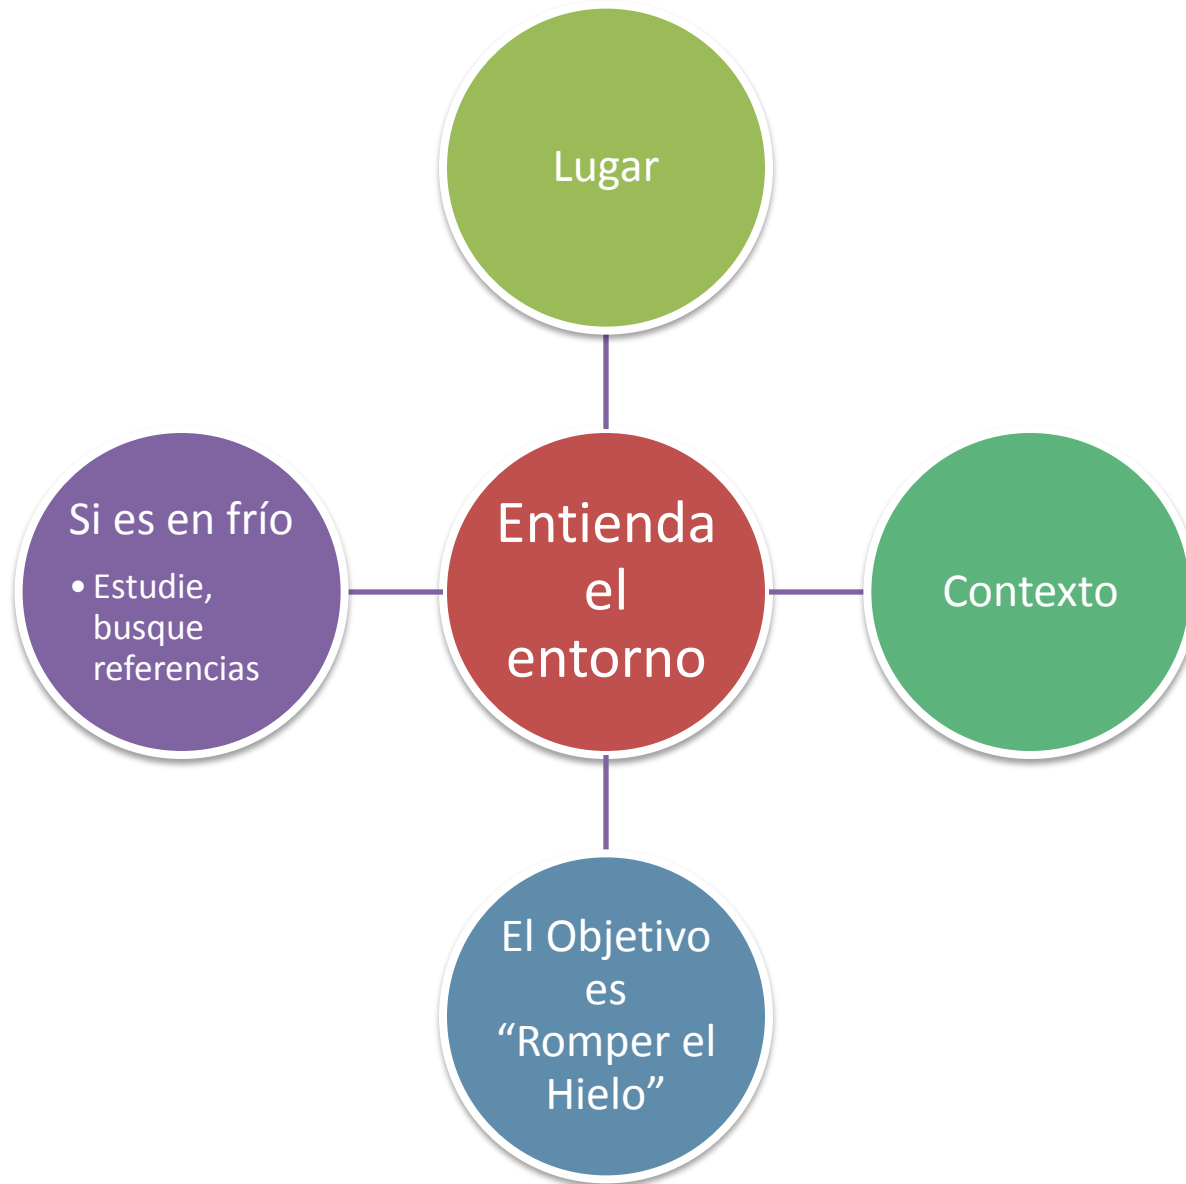 Lugar
Si es en frío
• Estudie,
busque
referencias
Entienda
el
entorno
Contexto
El Objetivo
es
“Romper el
Hielo”